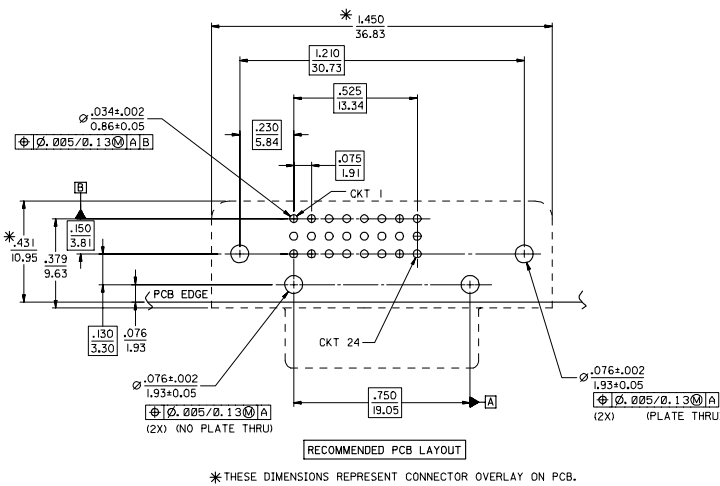 * 1.450
36.83
1.210
30.73
.525
13.34
Ø .034±.002
0.86±0.05
⌖ Ø.005/0.13Ⓜ A B
.230
5.84
.075
1.91
CKT 1
B
.150
3.81
* .431
10.95
.379
9.63
PCB EDGE
.130
3.30
.076
1.93
CKT 24
Ø .076±.002
1.93±0.05
⌖ Ø.005/0.13Ⓜ A
(2X) (NO PLATE THRU)
.750
19.05
A
Ø .076±.002
1.93±0.05
⌖ Ø.005/0.13Ⓜ A
(2X) (PLATE THRU
RECOMMENDED PCB LAYOUT
* THESE DIMENSIONS REPRESENT CONNECTOR OVERLAY ON PCB.